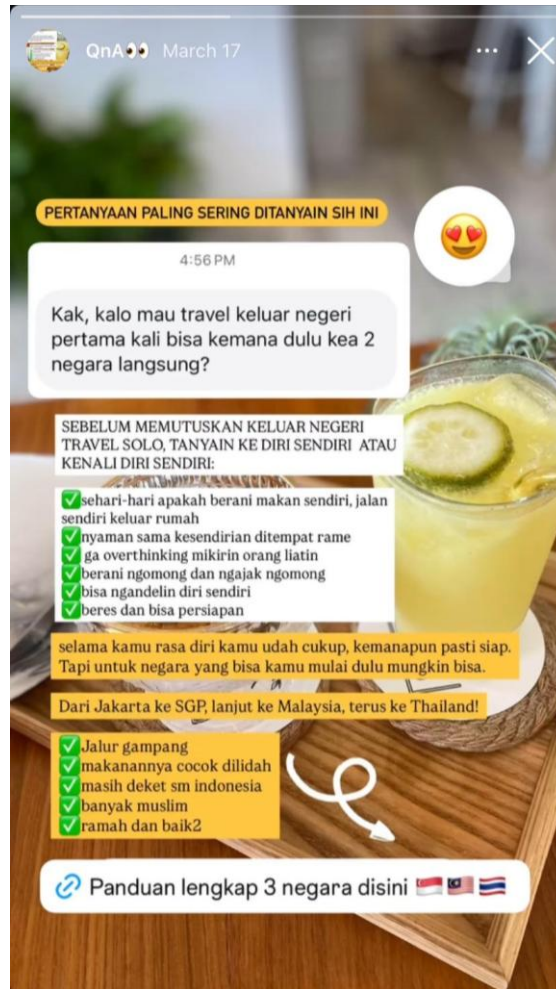 QnA👀 March 17
PERTANYAAN PALING SERING DITANYAIN SIH INI
4:56 PM
Kak, kalo mau travel keluar negeri
pertama kali bisa kemana dulu kea 2
negara langsung?
SEBELUM MEMUTUSKAN KELUAR NEGERI
TRAVEL SOLO, TANYAIN KE DIRI SENDIRI ATAU
KENALI DIRI SENDIRI:
✅sehari-hari apakah berani makan sendiri, jalan
sendiri keluar rumah
✅nyaman sama kesendirian ditempat rame
✅ ga overthinking mikirin orang liatin
✅berani ngomong dan ngajak ngomong
✅bisa ngandelin diri sendiri
✅beres dan bisa persiapan
selama kamu rasa diri kamu udah cukup, kemanapun pasti siap.
Tapi untuk negara yang bisa kamu mulai dulu mungkin bisa.
Dari Jakarta ke SGP, lanjut ke Malaysia, terus ke Thailand!
✅Jalur gampang
✅makanannya cocok dilidah
✅masih deket sm indonesia
✅banyak muslim
✅ramah dan baik2
Panduan lengkap 3 negara disini 🇸🇬 🇲🇾 🇹🇭